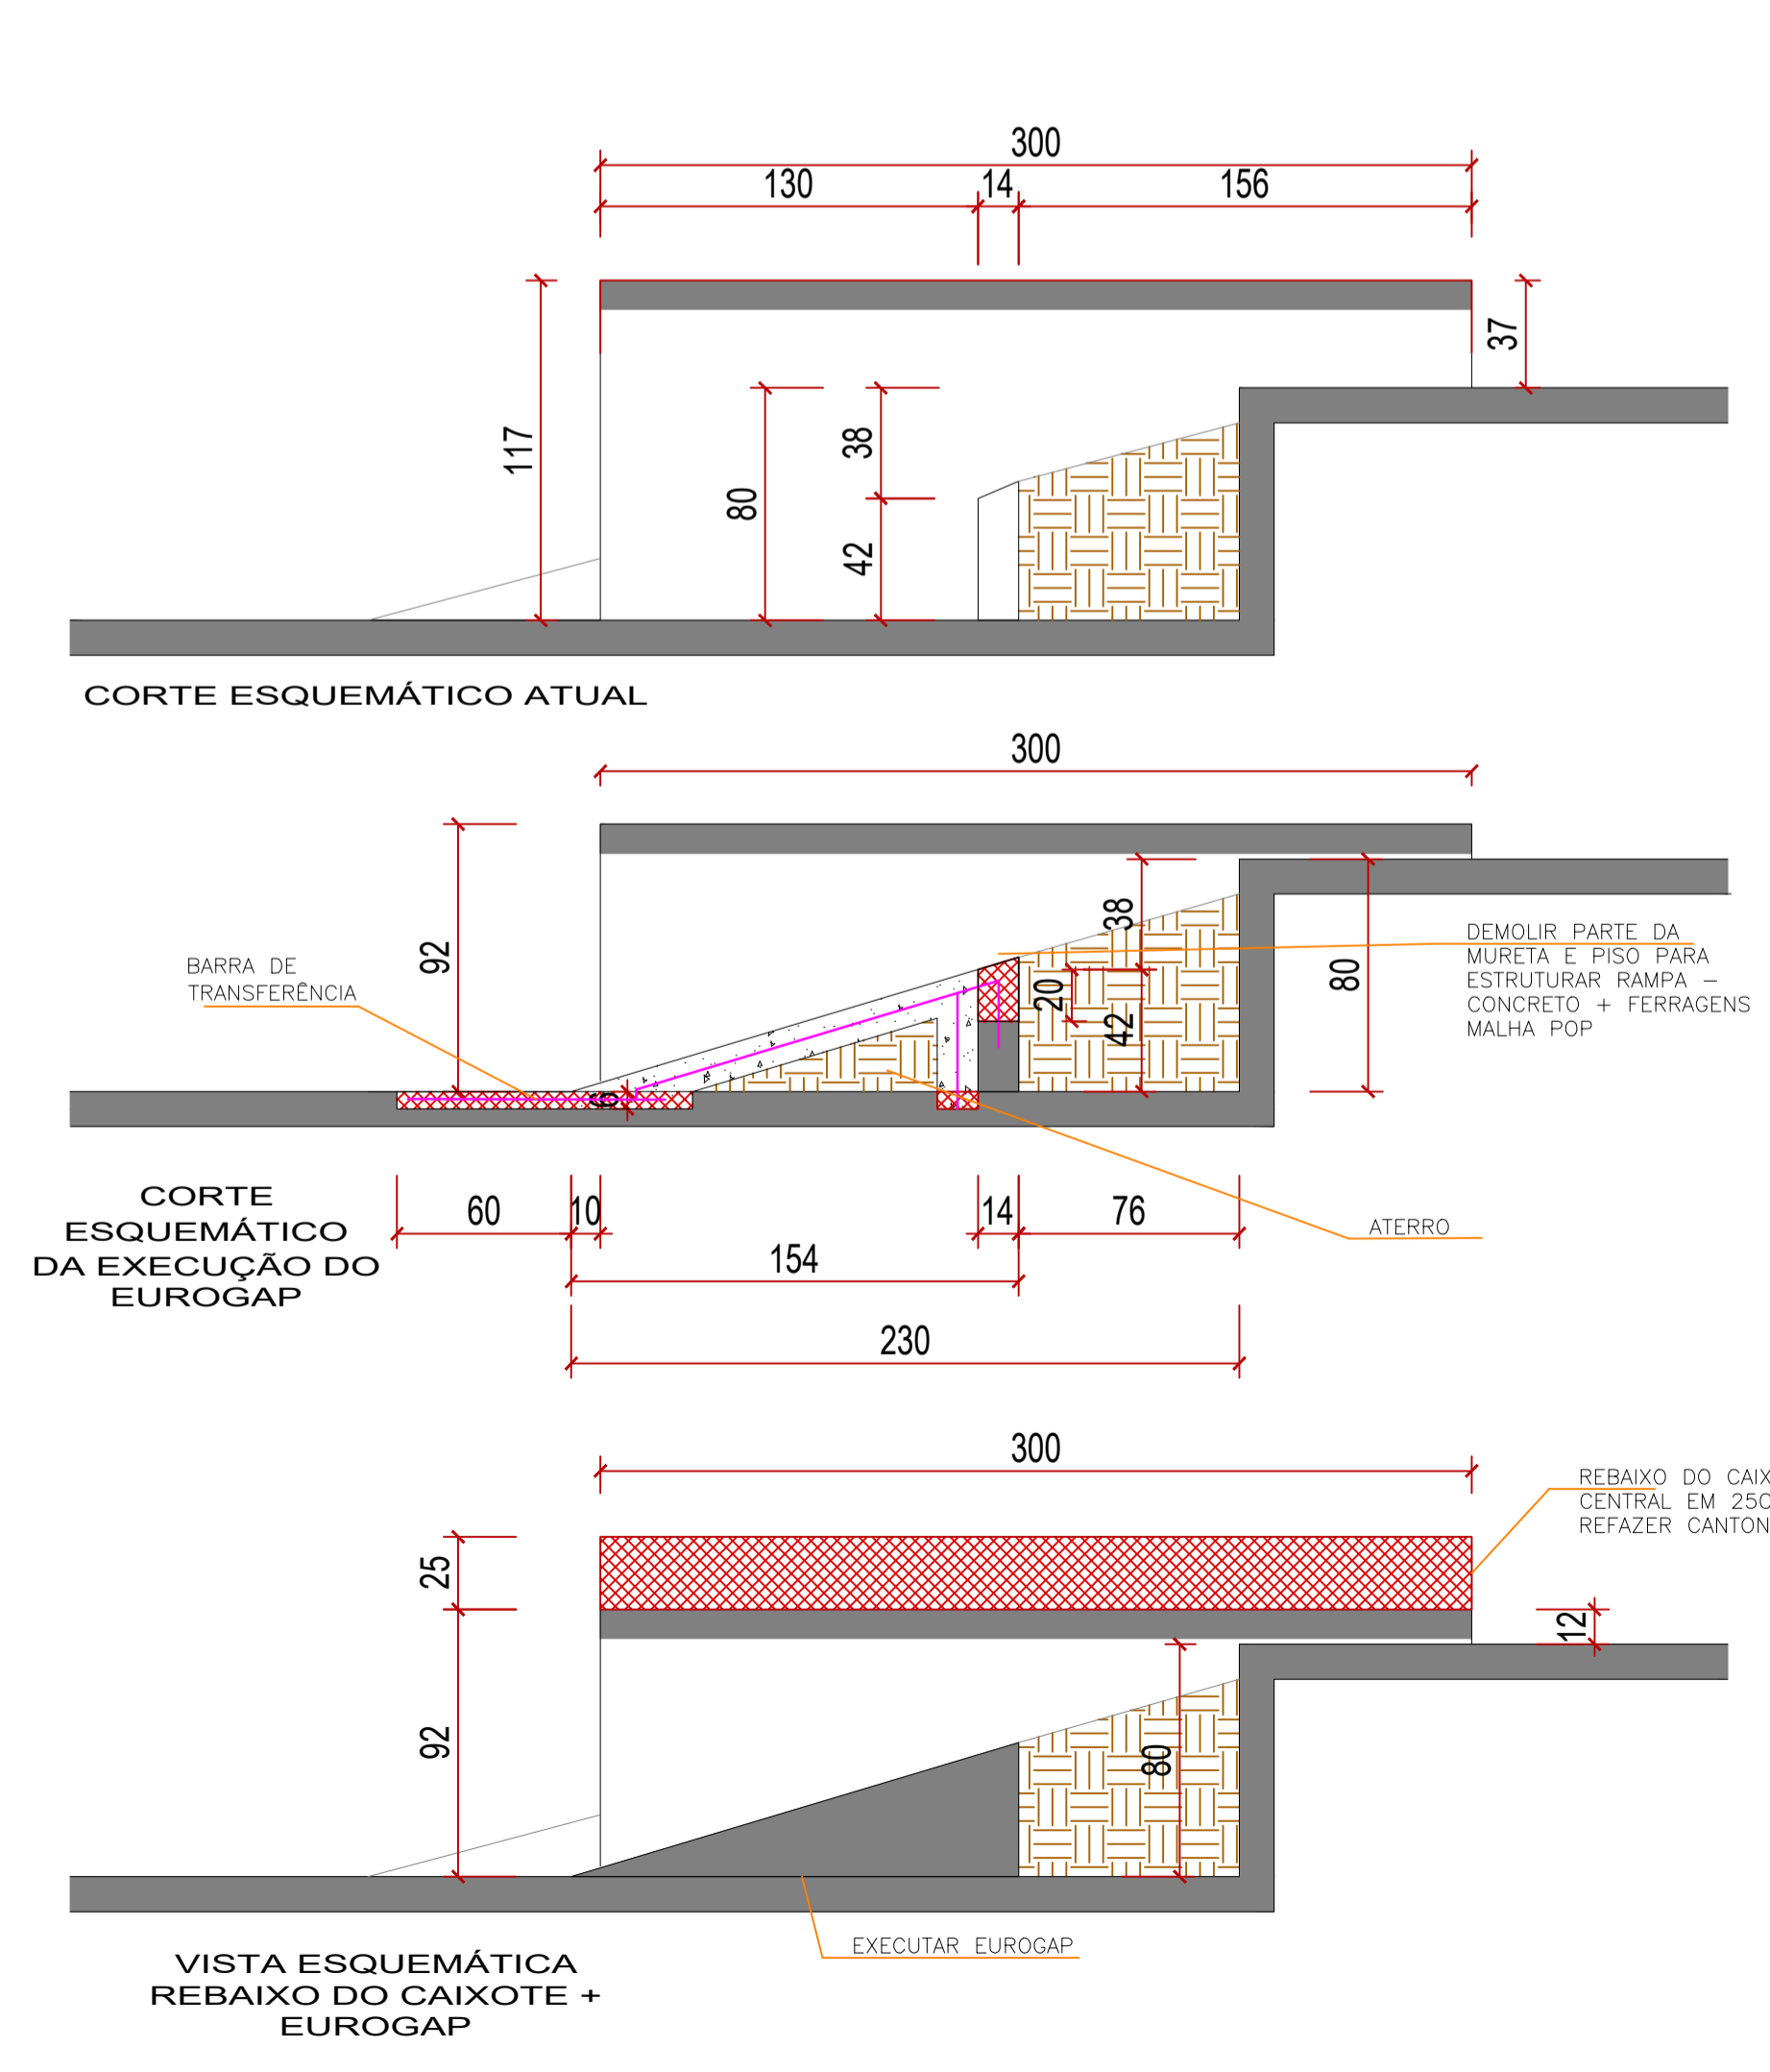 300
130
14
156
37
117
80
38
42
CORTE ESQUEMÁTICO ATUAL
300
92
38
20
42
80
6
BARRA DE
TRANSFERÊNCIA
DEMOLIR PARTE DA
MURETA E PISO PARA
ESTRUTURAR RAMPA –
CONCRETO + FERRAGENS
MALHA POP
CORTE
ESQUEMÁTICO
DA EXECUÇÃO DO
EUROGAP
60
10
14
76
ATERRO
154
230
300
REBAIXO DO CAIX
CENTRAL EM 25C
REFAZER CANTON
25
12
92
80
EXECUTAR EUROGAP
VISTA ESQUEMÁTICA
REBAIXO DO CAIXOTE +
EUROGAP